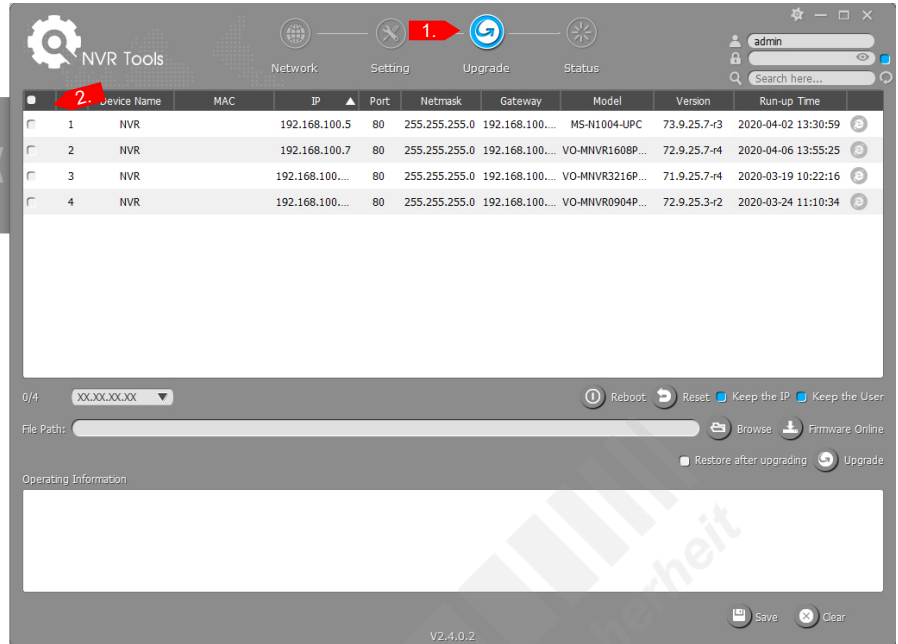 NVR Tools
Network
Setting
1.
Upgrade
Status
admin
Search here...
2.
Device Name MAC IP Port Netmask Gateway Model Version Run-up Time
1 NVR 192.168.100.5 80 255.255.255.0 192.168.100.... MS-N1004-UPC 73.9.25.7-r3 2020-04-02 13:30:59
2 NVR 192.168.100.7 80 255.255.255.0 192.168.100.... VO-MNVR1608P... 72.9.25.7-r4 2020-04-06 13:55:25
3 NVR 192.168.100.... 80 255.255.255.0 192.168.100.... VO-MNVR3216P... 71.9.25.7-r4 2020-03-19 10:22:16
4 NVR 192.168.100.... 80 255.255.255.0 192.168.100.... VO-MNVR0904P... 72.9.25.3-r2 2020-03-24 11:10:34
0/4 XX.XX.XX.XX Reboot Reset Keep the IP Keep the User
File Path: Browse Firmware Online
Restore after upgrading Upgrade
Operating Information
Save Clear
V2.4.0.2